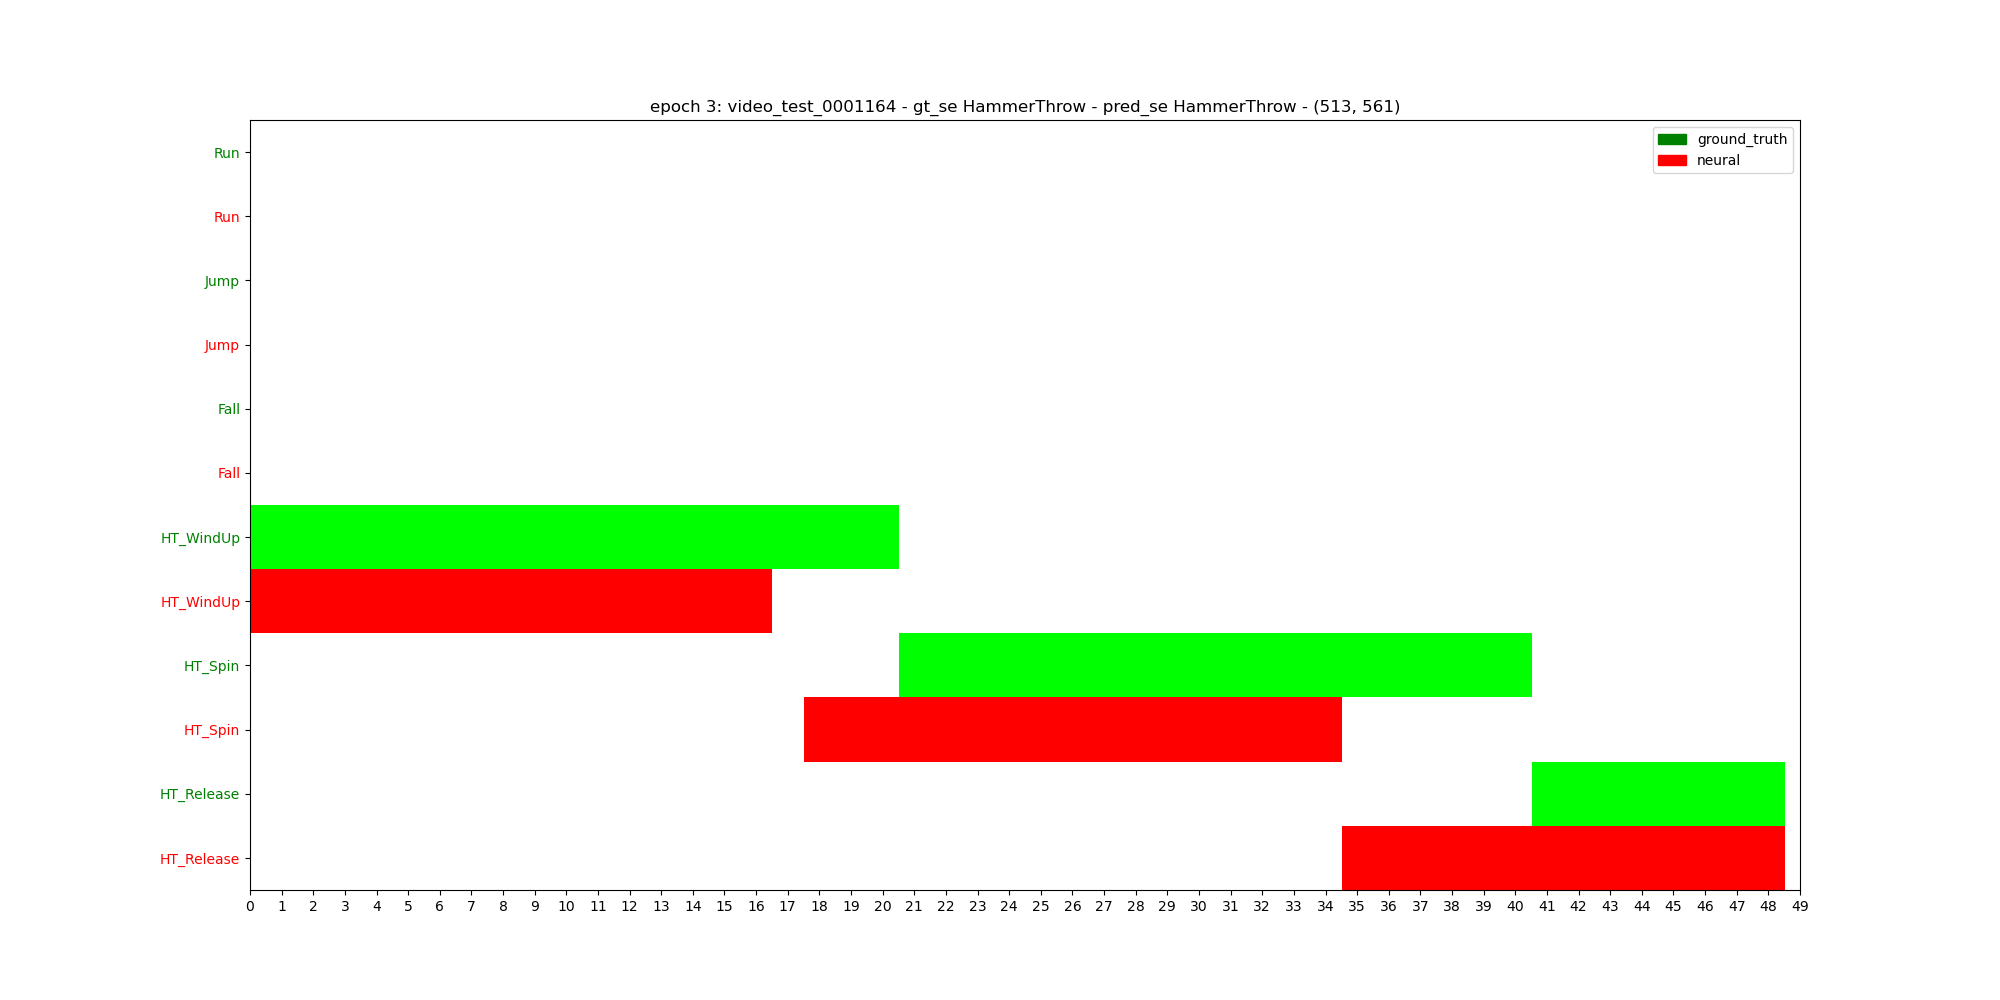 epoch 3: video_test_0001164 - gt_se HammerThrow - pred_se HammerThrow - (513, 561)
ground_truth
neural
Run
Run
Jump
Jump
Fall
Fall
HT_WindUp
HT_WindUp
HT_Spin
HT_Spin
HT_Release
HT_Release
0 1 2 3 4 5 6 7 8 9 10 11 12 13 14 15 16 17 18 19 20 21 22 23 24 25 26 27 28 29 30 31 32 33 34 35 36 37 38 39 40 41 42 43 44 45 46 47 48 49